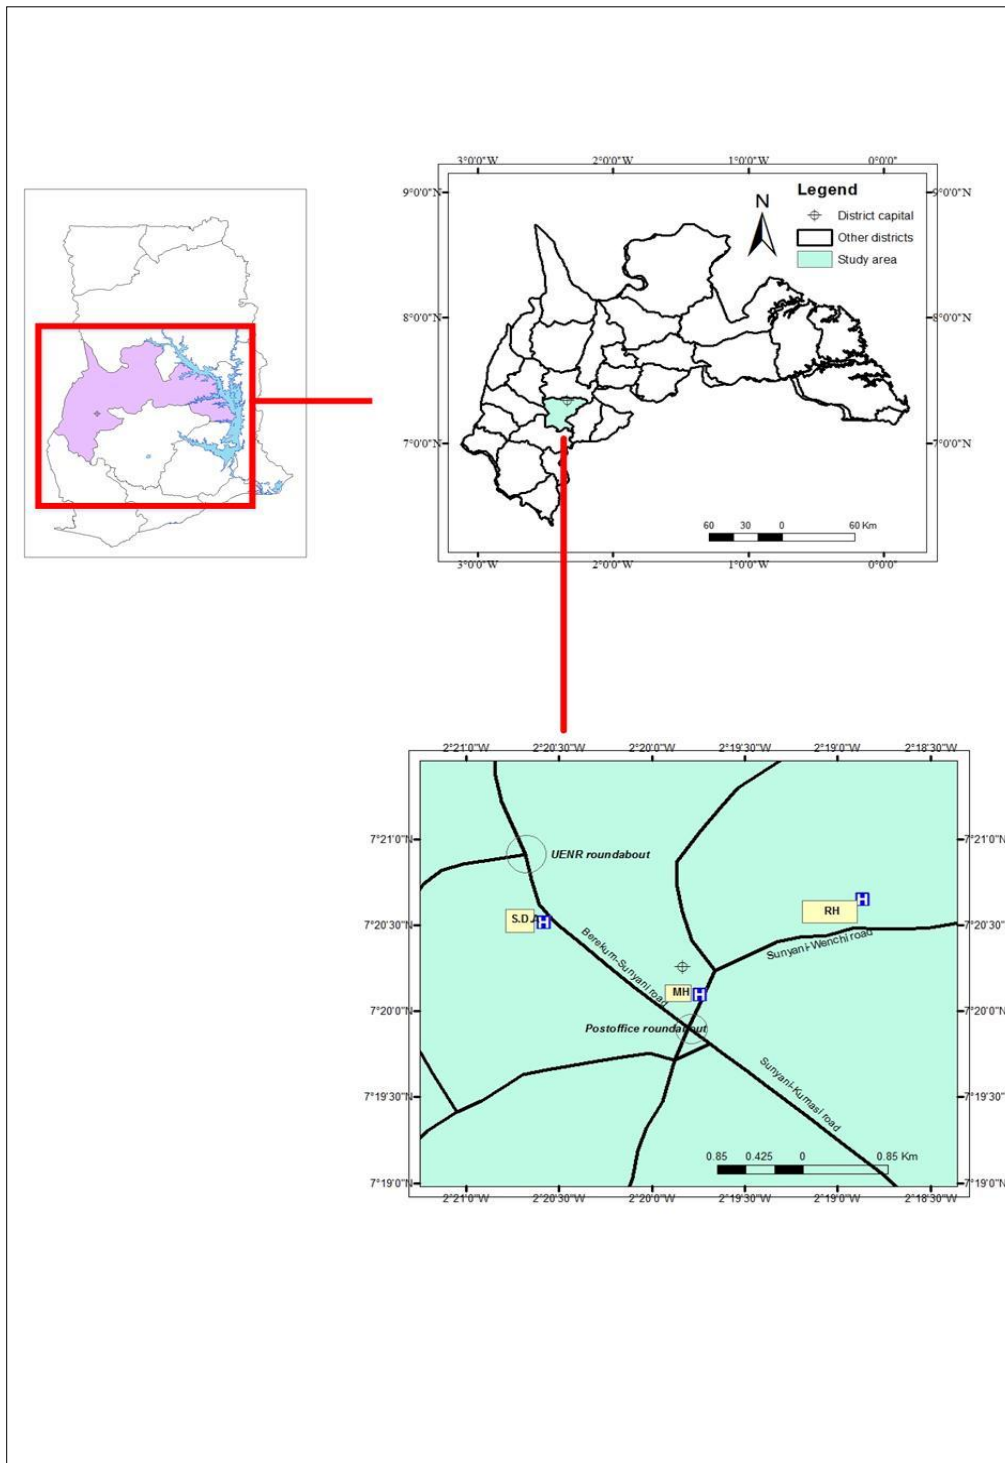 3°0'0"W 2°0'0"W 1°0'0"W 0°0'0"
9°0'0"N 9°0'0"N
Legend
N
District capital
Other districts
Study area
8°0'0"N 8°0'0"N
7°0'0"N 7°0'0"N
60 30 0 60 Km
3°0'0"W 2°0'0"W 1°0'0"W 0°0'0"
2°21'0"W 2°20'30"W 2°20'0"W 2°19'30"W 2°19'0"W 2°18'30"W
7°21'0"N 7°21'0"N
UENR roundabout
S.D.A H
RH H
7°20'30"N 7°20'30"N
Berekum-Sunyani road
Sunyani-Wenchi road
MH H
7°20'0"N 7°20'0"N
Postoffice roundabout
Sunyani-Kumasi road
7°19'30"N 7°19'30"N
0.85 0.425 0 0.85 Km
7°19'0"N 7°19'0"N
2°21'0"W 2°20'30"W 2°20'0"W 2°19'30"W 2°19'0"W 2°18'30"W